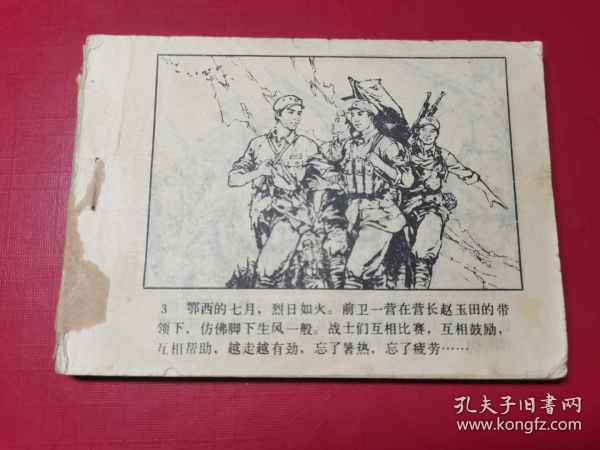 3 鄂西的七月，烈日如火。前卫一营在营长赵玉田的带
领下，仿佛脚下生风一般。战士们互相比赛，互相鼓励，
互相帮助，越走越有劲，忘了暑热，忘了疲劳……
孔夫子旧书网
www.kongfz.com